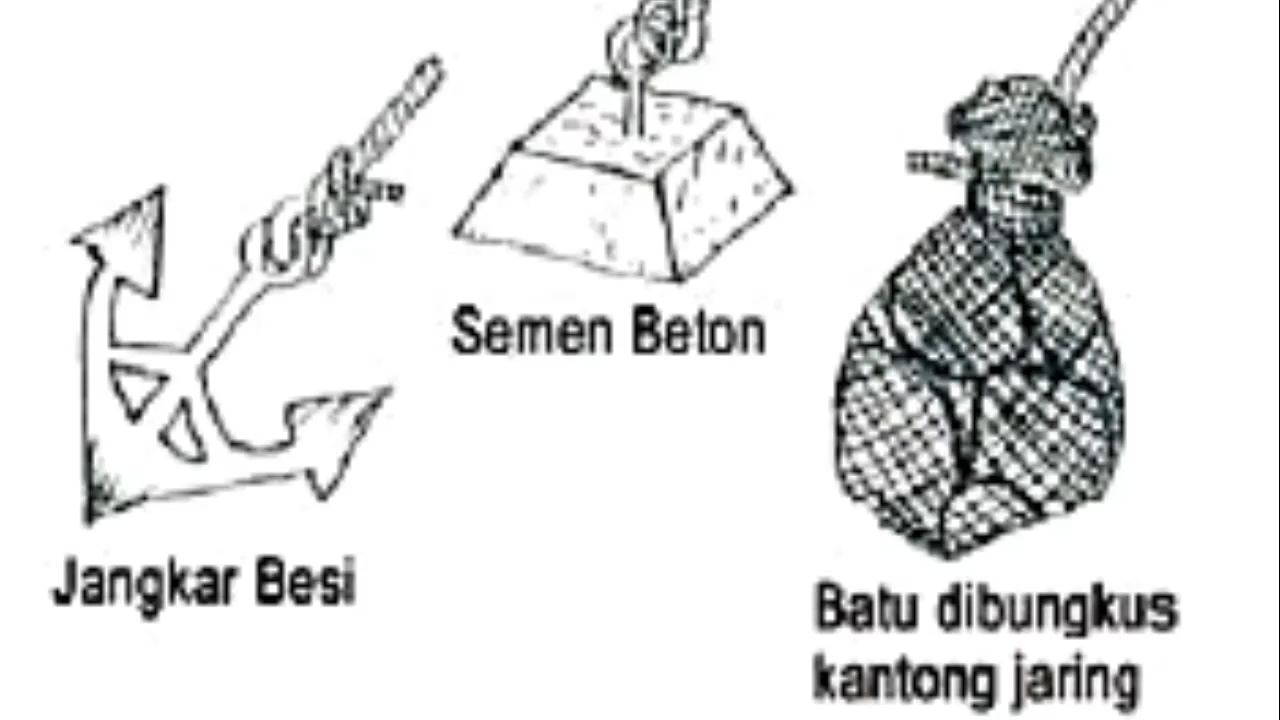 Semen Beton
Jangkar Besi
Batu dibungkus
kantong jaring